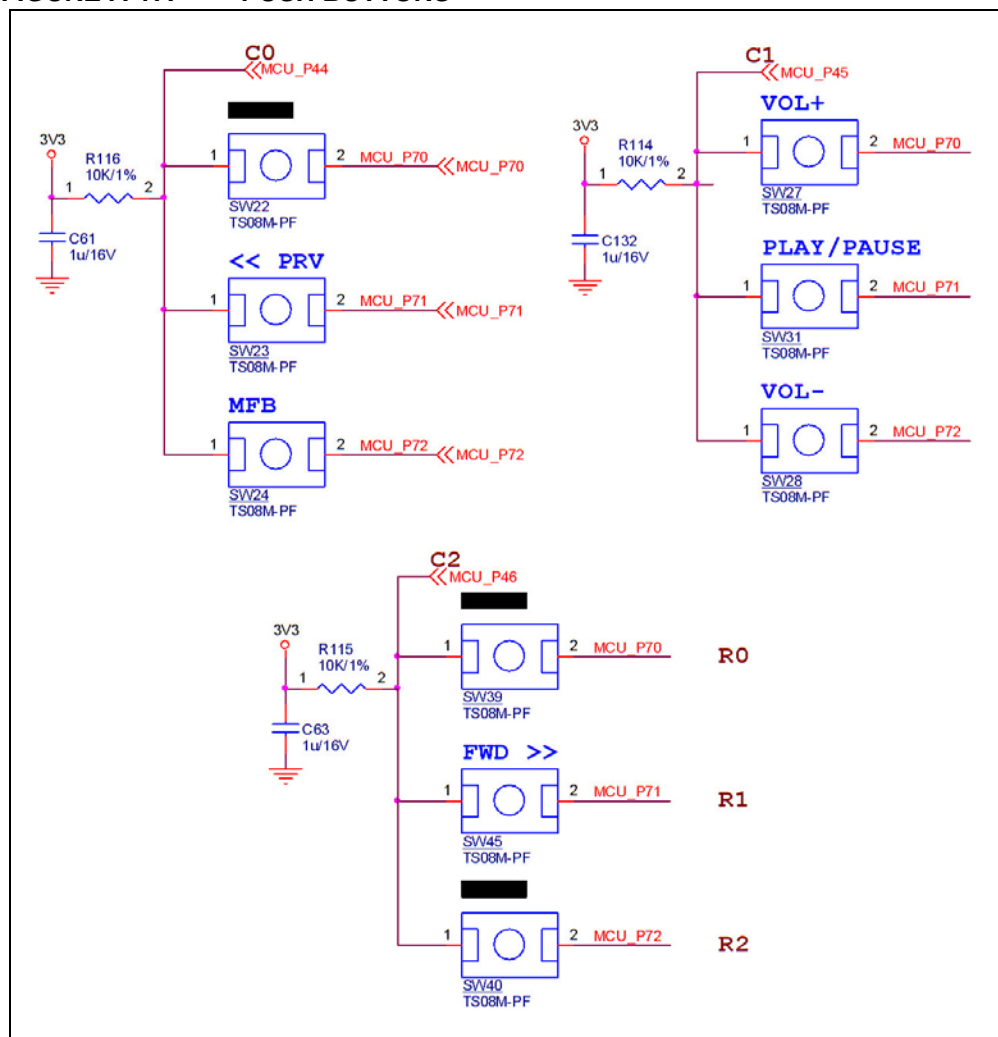 C0
MCU_P44
3V3
R116
10K/1%
1 2
C61
1u/16V
1 2 MCU_P70 MCU_P70
SW22
TS08M-PF
<< PRV
1 2 MCU_P71 MCU_P71
SW23
TS08M-PF
MFB
1 2 MCU_P72 MCU_P72
SW24
TS08M-PF
C1
MCU_P45
VOL+
3V3
R114
10K/1%
1 2
C132
1u/16V
1 2 MCU_P70
SW27
TS08M-PF
PLAY/PAUSE
1 2 MCU_P71
SW31
TS08M-PF
VOL-
1 2 MCU_P72
SW28
TS08M-PF
C2
MCU_P46
3V3
R115
10K/1%
1 2
C63
1u/16V
1 2 MCU_P70 R0
SW39
TS08M-PF
FWD >>
1 2 MCU_P71 R1
SW45
TS08M-PF
1 2 MCU_P72 R2
SW40
TS08M-PF